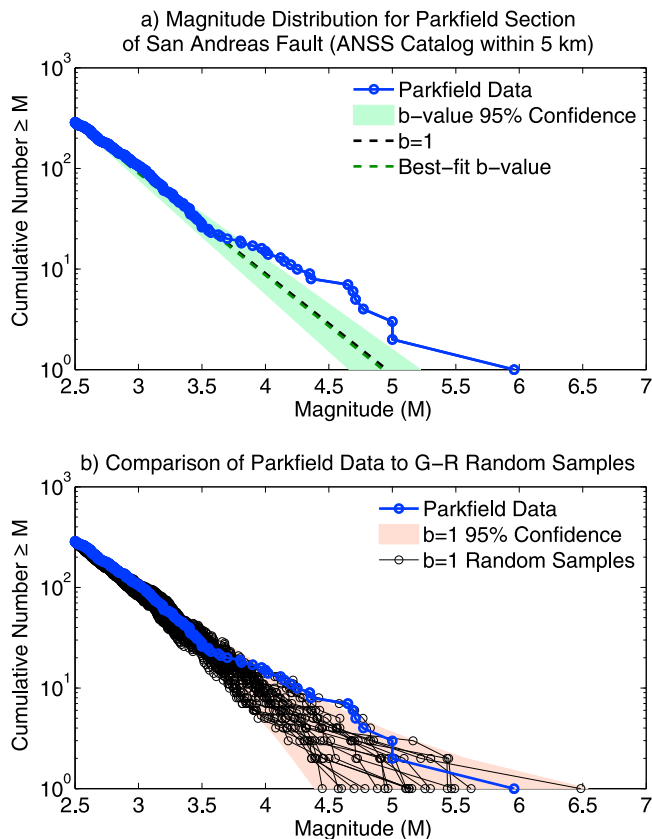 a) Magnitude Distribution for Parkfield Section
of San Andreas Fault (ANSS Catalog within 5 km)
Cumulative Number ≥ M
10³
10²
10¹
10⁰
Parkfield Data
b-value 95% Confidence
b=1
Best-fit b-value
2.5 3 3.5 4 4.5 5 5.5 6 6.5 7
Magnitude (M)
b) Comparison of Parkfield Data to G-R Random Samples
Cumulative Number ≥ M
10³
10²
10¹
10⁰
Parkfield Data
b=1 95% Confidence
b=1 Random Samples
2.5 3 3.5 4 4.5 5 5.5 6 6.5 7
Magnitude (M)